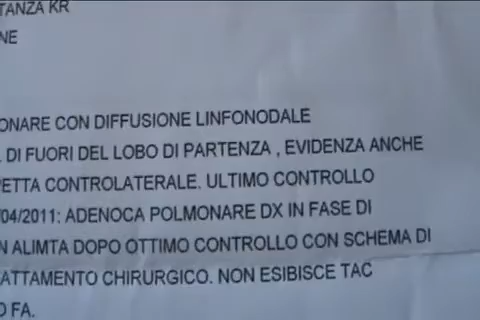 TANZA KR
NE
ONARE CON DIFFUSIONE LINFONODALE
DI FUORI DEL LOBO DI PARTENZA , EVIDENZA ANCHE
PETTA CONTROLATERALE. ULTIMO CONTROLLO
/04/2011: ADENOCA POLMONARE DX IN FASE DI
N ALIMTA DOPO OTTIMO CONTROLLO CON SCHEMA DI
ATTAMENTO CHIRURGICO. NON ESIBISCE TAC
O FA.